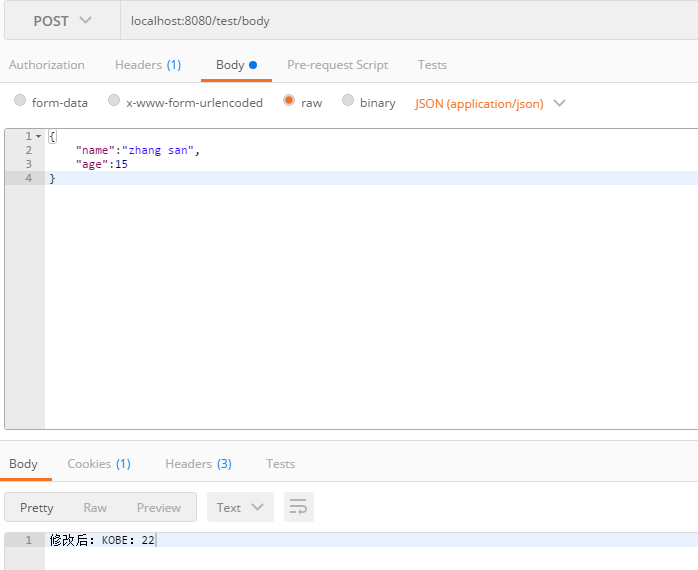 POST localhost:8080/test/body
Authorization Headers (1) Body Pre-request Script Tests
form-data x-www-form-urlencoded raw binary JSON (application/json)
1 {
2 "name":"zhang san",
3 "age":15
4 }
Body Cookies (1) Headers (3) Tests
Pretty Raw Preview Text
1 修改后：KOBE：22